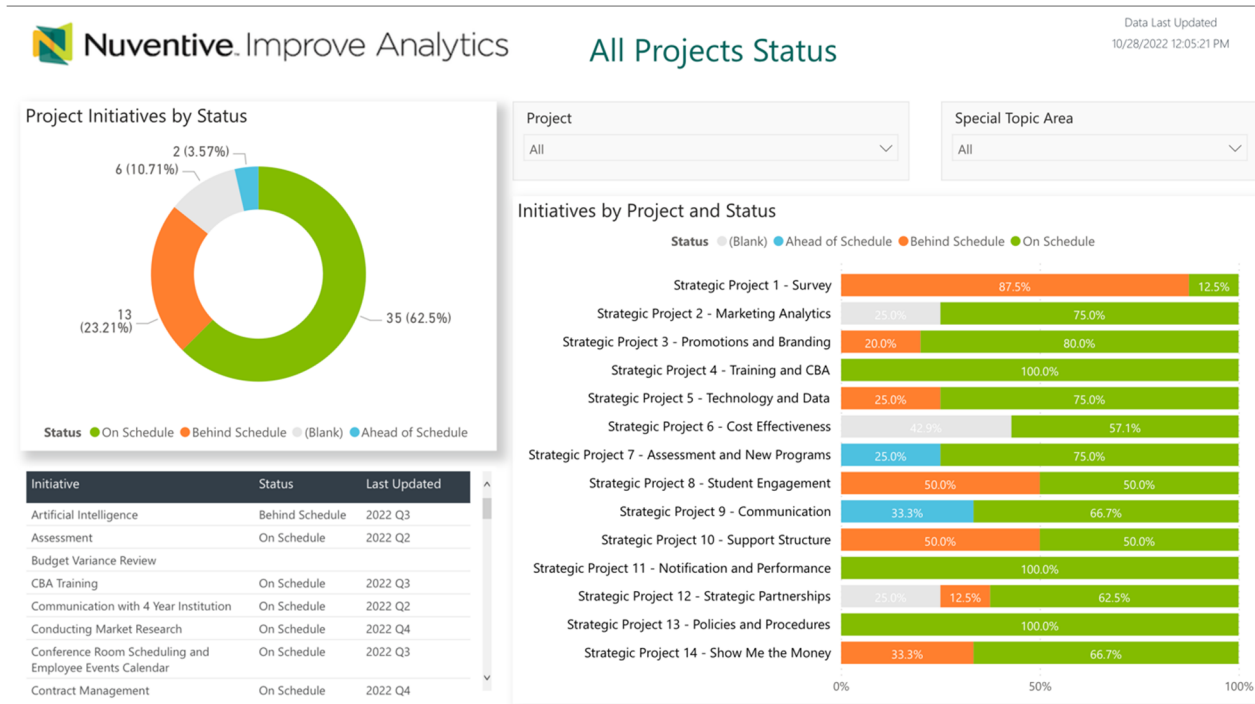 Nuventive Improve Analytics
All Projects Status
Data Last Updated
10/28/2022 12:05:21 PM
Project Initiatives by Status
2 (3.57%)
6 (10.71%)
13
(23.21%)
35 (62.5%)
Status On Schedule Behind Schedule (Blank) Ahead of Schedule
Initiative Status Last Updated
Artificial Intelligence Behind Schedule 2022 Q3
Assessment On Schedule 2022 Q2
Budget Variance Review
CBA Training On Schedule 2022 Q3
Communication with 4 Year Institution On Schedule 2022 Q2
Conducting Market Research On Schedule 2022 Q4
Conference Room Scheduling and On Schedule 2022 Q3
Employee Events Calendar
Contract Management On Schedule 2022 Q4
Project
All
Special Topic Area
All
Initiatives by Project and Status
Status (Blank) Ahead of Schedule Behind Schedule On Schedule
Strategic Project 1 - Survey 87.5% 12.5%
Strategic Project 2 - Marketing Analytics 25.0% 75.0%
Strategic Project 3 - Promotions and Branding 20.0% 80.0%
Strategic Project 4 - Training and CBA 100.0%
Strategic Project 5 - Technology and Data 25.0% 75.0%
Strategic Project 6 - Cost Effectiveness 42.9% 57.1%
Strategic Project 7 - Assessment and New Programs 25.0% 75.0%
Strategic Project 8 - Student Engagement 50.0% 50.0%
Strategic Project 9 - Communication 33.3% 66.7%
Strategic Project 10 - Support Structure 50.0% 50.0%
Strategic Project 11 - Notification and Performance 100.0%
Strategic Project 12 - Strategic Partnerships 25.0% 12.5% 62.5%
Strategic Project 13 - Policies and Procedures 100.0%
Strategic Project 14 - Show Me the Money 33.3% 66.7%
0% 50% 100%